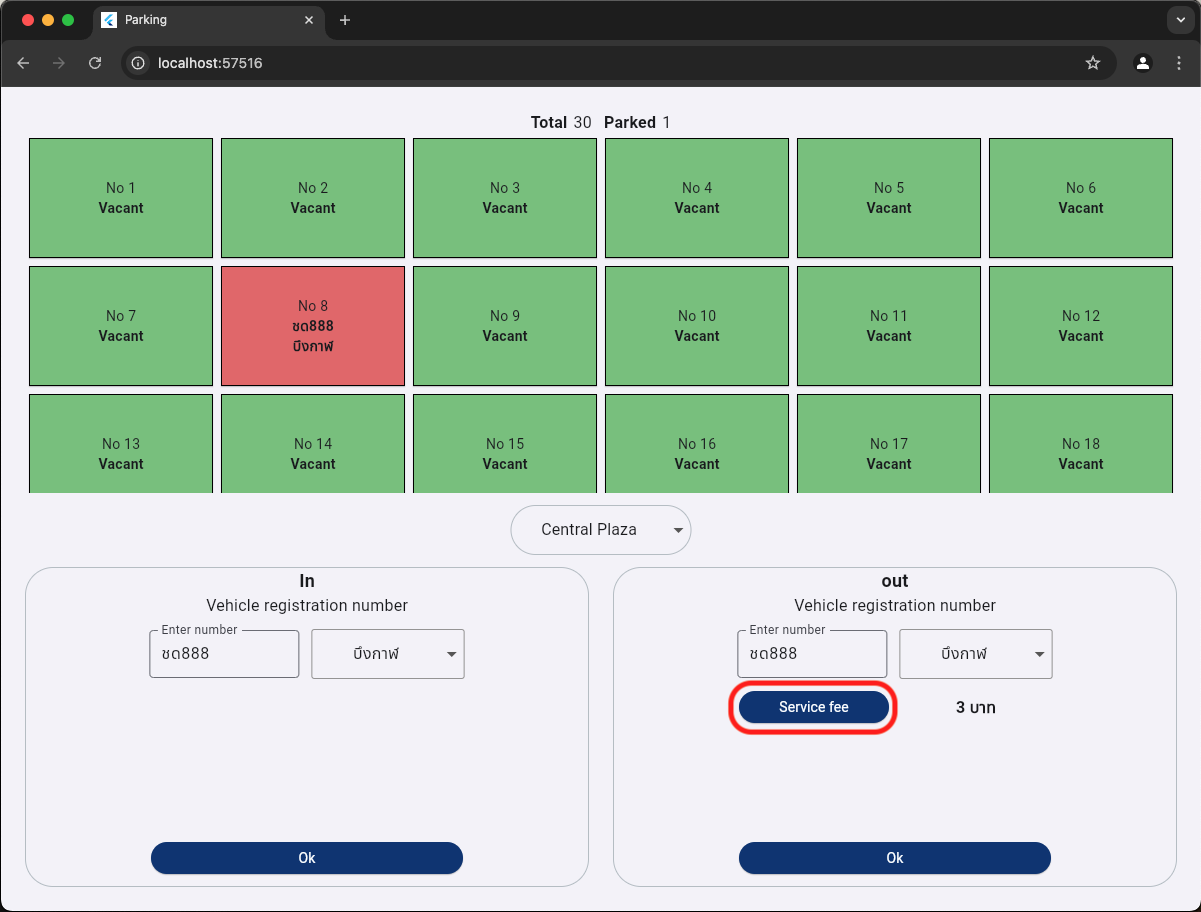 Parking
localhost:57516
Total 30 Parked 1
No 1
Vacant
No 2
Vacant
No 3
Vacant
No 4
Vacant
No 5
Vacant
No 6
Vacant
No 7
Vacant
No 8
ชด888
บึงกาฬ
No 9
Vacant
No 10
Vacant
No 11
Vacant
No 12
Vacant
No 13
Vacant
No 14
Vacant
No 15
Vacant
No 16
Vacant
No 17
Vacant
No 18
Vacant
Central Plaza
In
Vehicle registration number
Enter number
ชด888
บึงกาฬ
Ok
out
Vehicle registration number
Enter number
ชด888
บึงกาฬ
Service fee
3 บาท
Ok